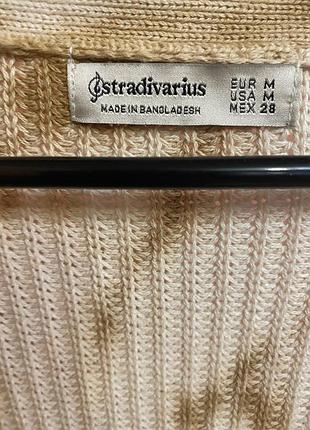 stradivarius
MADE IN BANGLADESH
EUR M
USA M
MEX 28